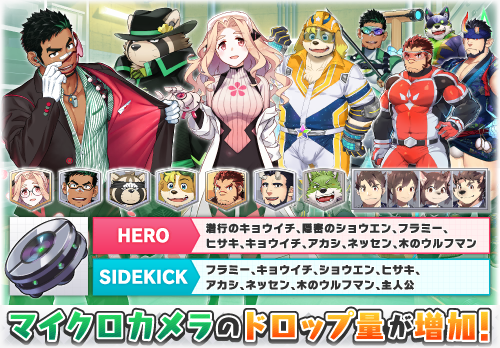 HERO
潜行のキョウイチ、隠密のショウエン、フラミー、
ヒサキ、キョウイチ、アカシ、ネッセン、木のウルフマン
SIDEKICK
フラミー、キョウイチ、ショウエン、ヒサキ、
アカシ、ネッセン、木のウルフマン、主人公
マイクロカメラのドロップ量が増加!